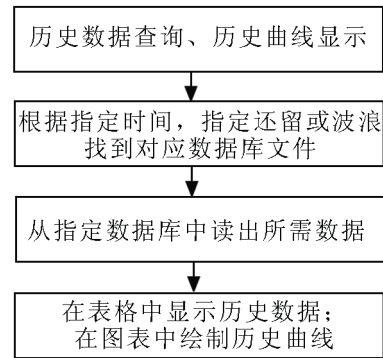 历史数据查询、历史曲线显示
根据指定时间，指定还留或波浪
找到对应数据库文件
从指定数据库中读出所需数据
在表格中显示历史数据；
在图表中绘制历史曲线